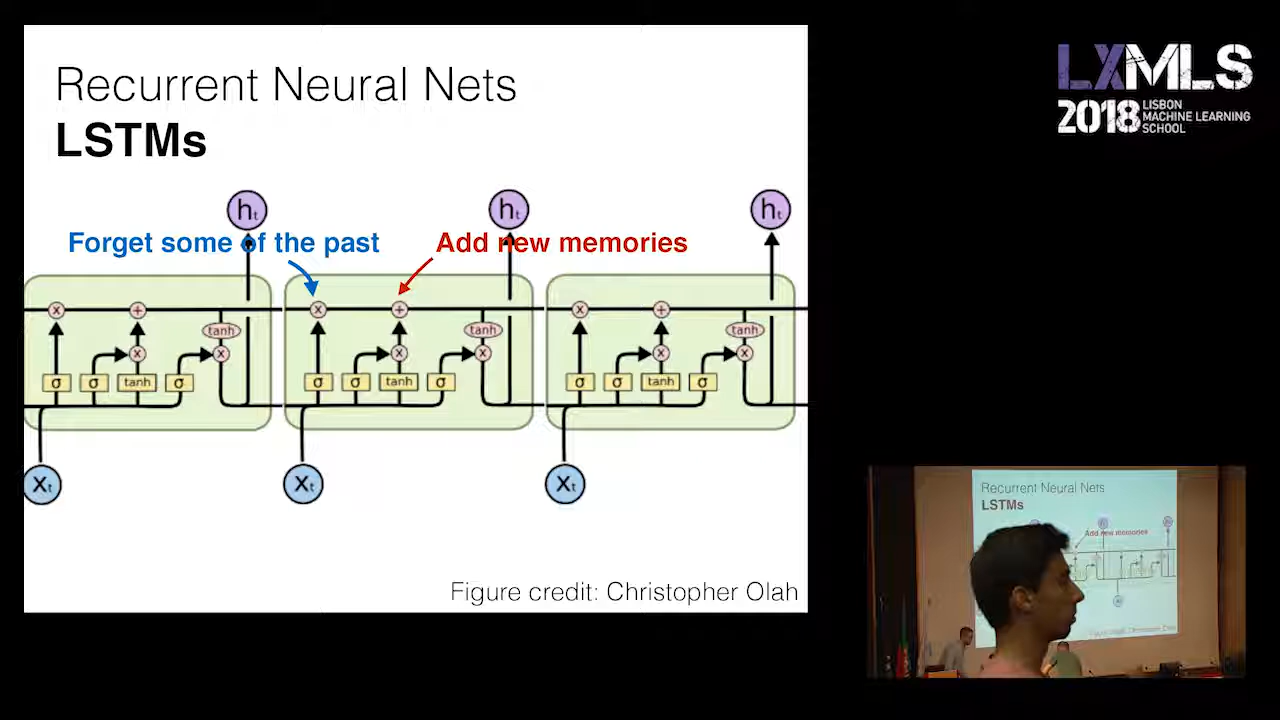 Recurrent Neural Nets
LSTMs
hₜ hₜ hₜ
Forget some of the past Add new memories
x + x + x +
tanh tanh tanh
x x x x x x
σ σ tanh σ σ σ tanh σ σ σ tanh σ
Xₜ Xₜ Xₜ
Figure credit: Christopher Olah
LXMLS
2018 LISBON
MACHINE LEARNING
SCHOOL
Recurrent Neural Nets
LSTMs
Add new memories